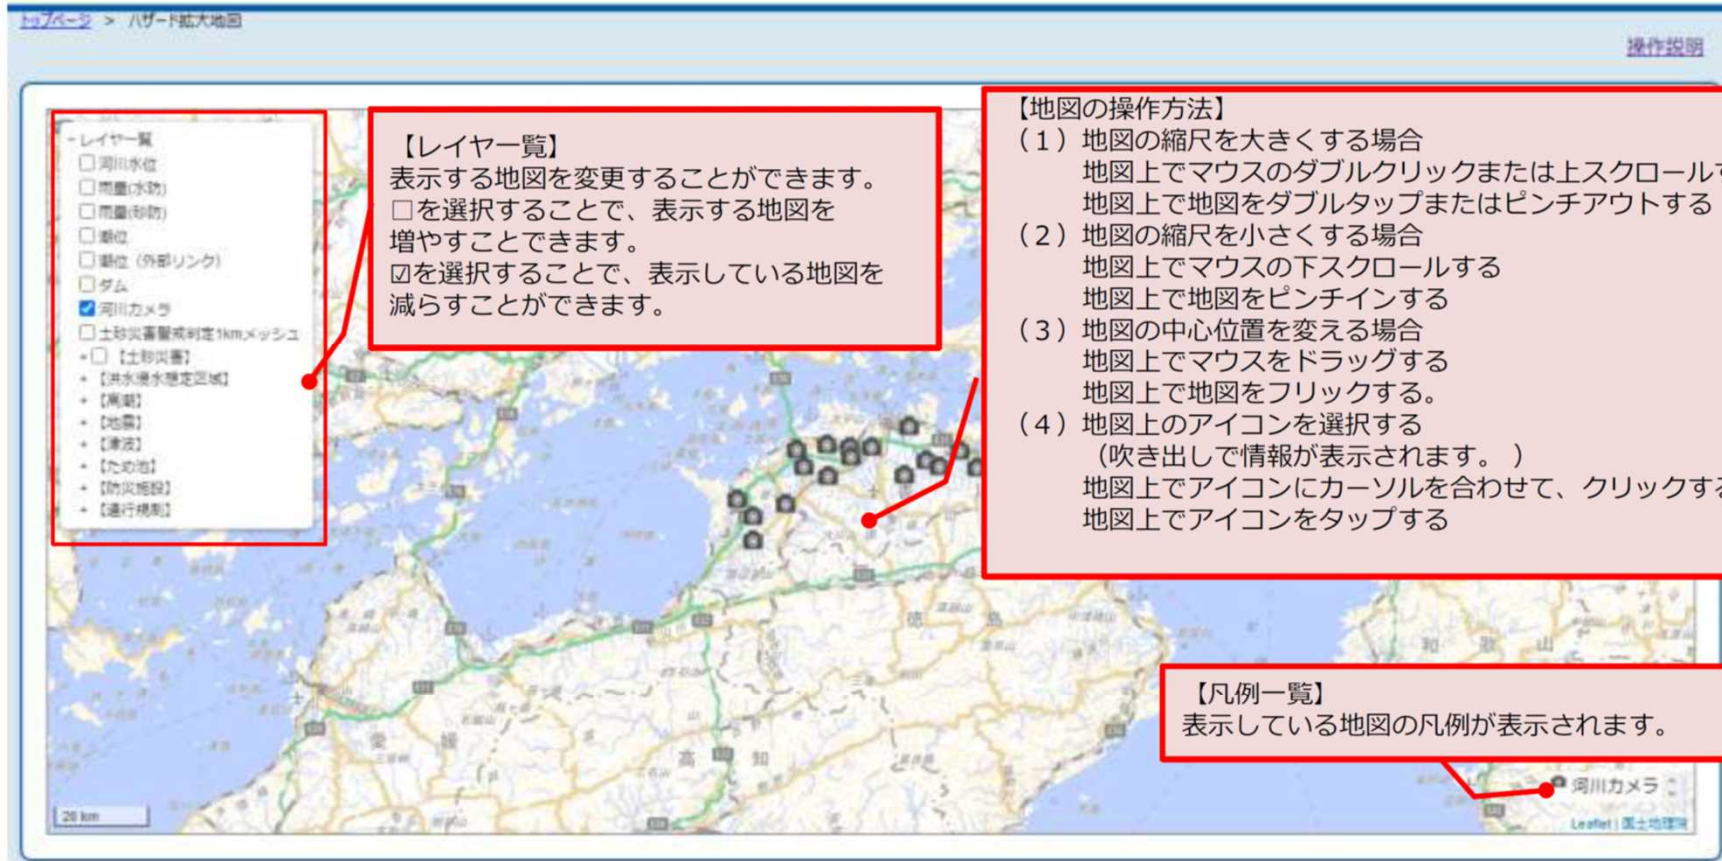 トップページ > ハザード拡大地図
操作説明
- レイヤ一覧
河川水位
雨量(水防)
雨量(砂防)
潮位
潮位（外部リンク）
ダム
河川カメラ
土砂災害警戒判定1kmメッシュ
+ 【土砂災害】
+ 【洪水浸水想定区域】
+ 【高潮】
+ 【地震】
+ 【津波】
+ 【ため池】
+ 【防災施設】
+ 【通行規制】
【レイヤ一覧】
表示する地図を変更することができます。
□を選択することで、表示する地図を
増やすことできます。
☑を選択することで、表示している地図を
減らすことができます。
【地図の操作方法】
（1）地図の縮尺を大きくする場合
地図上でマウスのダブルクリックまたは上スクロールす
地図上で地図をダブルタップまたはピンチアウトする
（2）地図の縮尺を小さくする場合
地図上でマウスの下スクロールする
地図上で地図をピンチインする
（3）地図の中心位置を変える場合
地図上でマウスをドラッグする
地図上で地図をフリックする。
（4）地図上のアイコンを選択する
（吹き出しで情報が表示されます。 ）
地図上でアイコンにカーソルを合わせて、クリックする
地図上でアイコンをタップする
徳 島
和 歌 山
愛 媛
高 知
【凡例一覧】
表示している地図の凡例が表示されます。
河川カメラ
20 km
Leaflet | 国土地理院